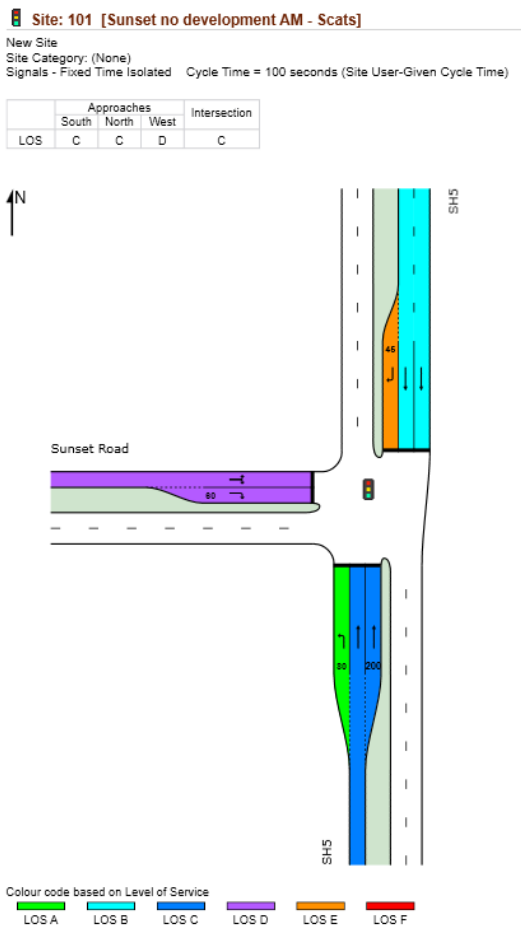 Site: 101 [Sunset no development AM - Scats]
New Site
Site Category: (None)
Signals - Fixed Time Isolated Cycle Time = 100 seconds (Site User-Given Cycle Time)
Approaches Intersection
South North West
LOS C C D C
N
SH5
45
Sunset Road
60
80 200
SH5
Colour code based on Level of Service
LOS A LOS B LOS C LOS D LOS E LOS F